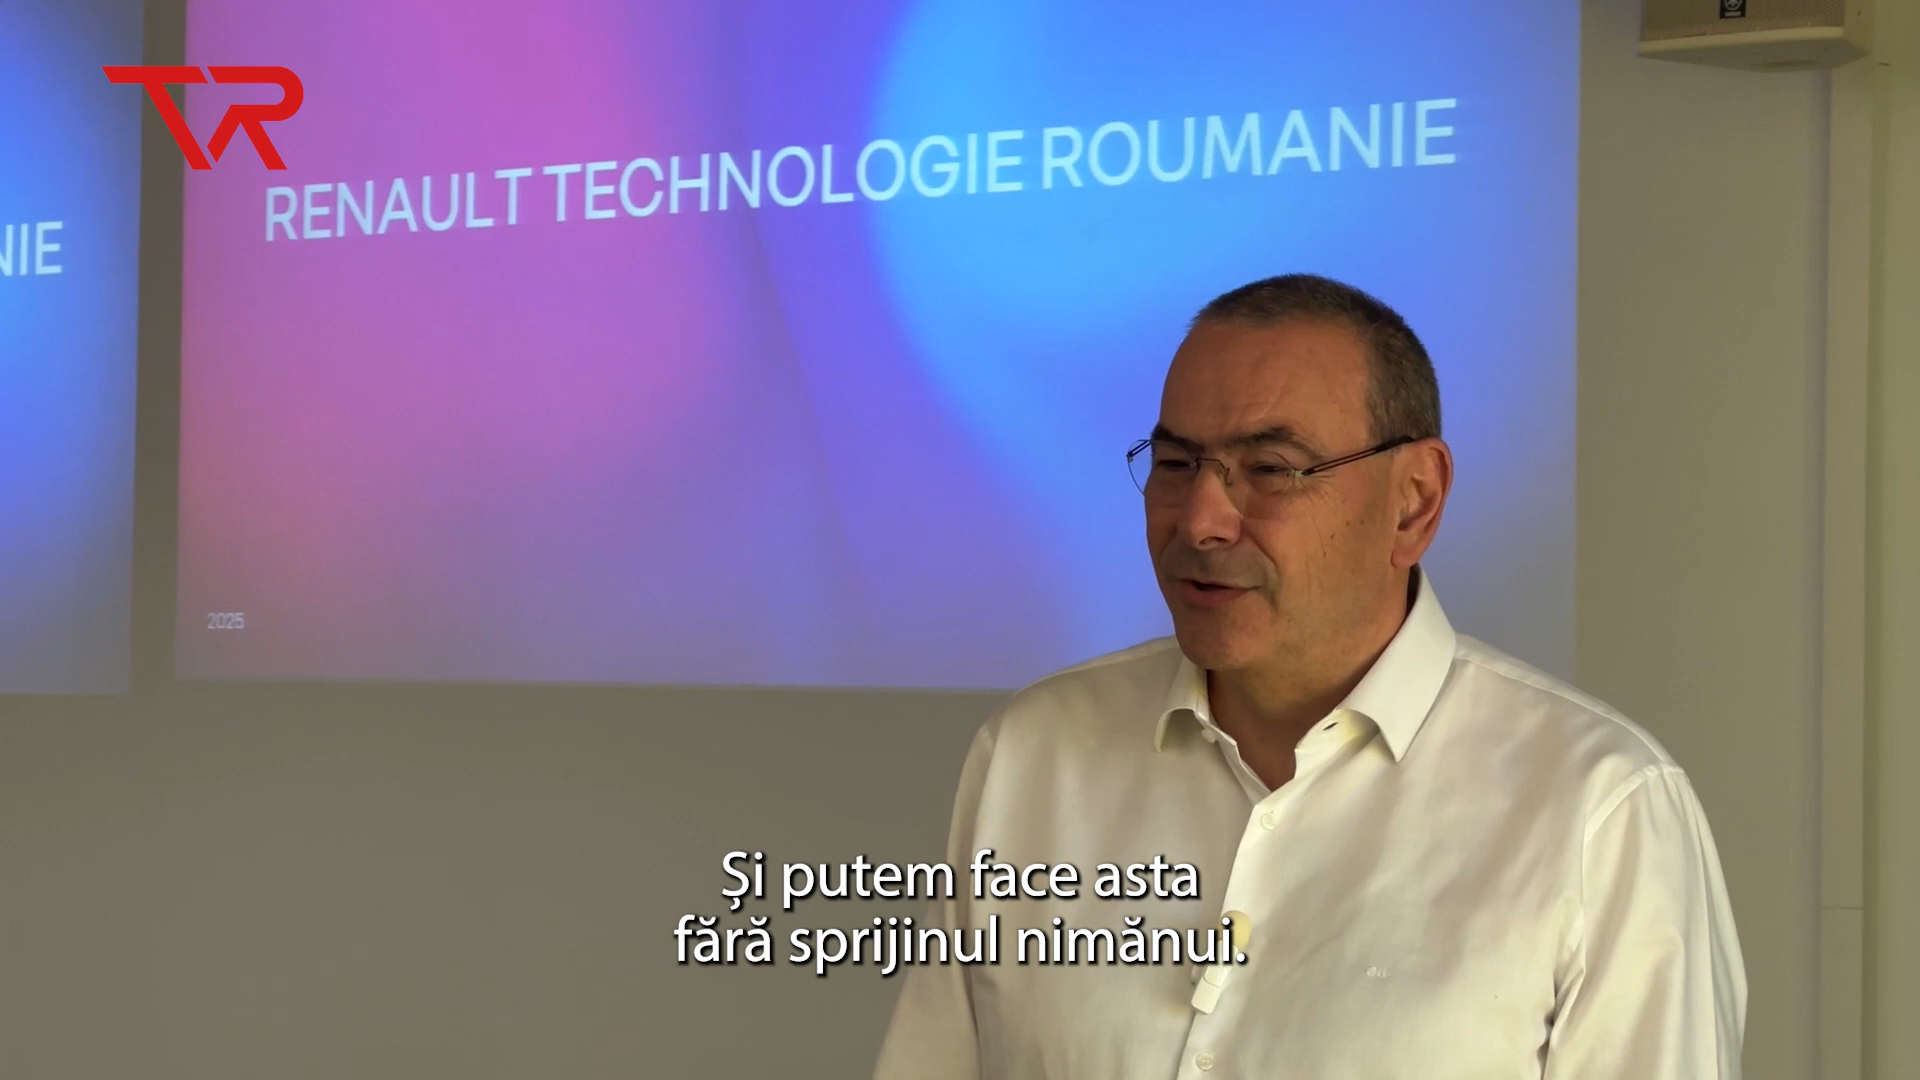 TR
RENAULT TECHNOLOGIE ROUMANIE
NIE
2025
Și putem face asta
fără sprijinul nimănui.